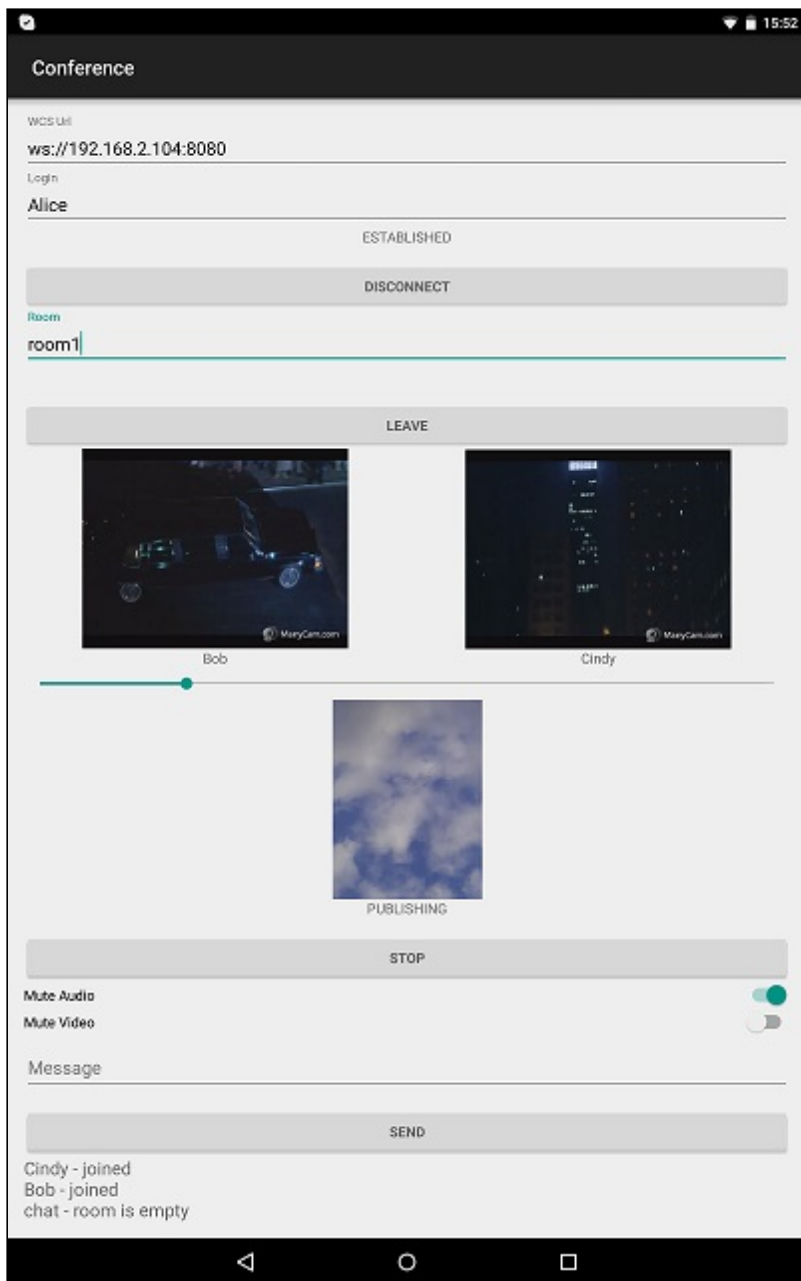 15:52
Conference
WCS Url
ws://192.168.2.104:8080
Login
Alice
ESTABLISHED
DISCONNECT
Room
room1
LEAVE
ManyCam.com
ManyCam.com
Bob
Cindy
PUBLISHING
STOP
Mute Audio
Mute Video
Message
SEND
Cindy - joined
Bob - joined
chat - room is empty